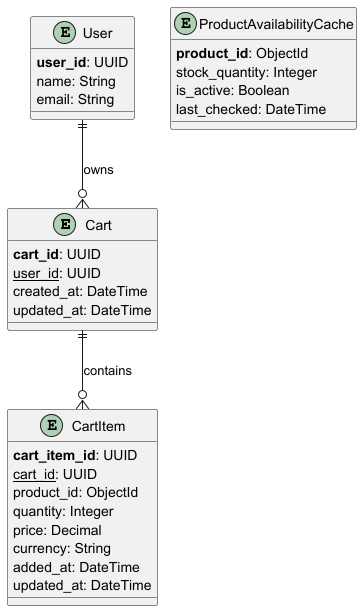 E User
user_id: UUID
name: String
email: String
E ProductAvailabilityCache
product_id: ObjectId
stock_quantity: Integer
is_active: Boolean
last_checked: DateTime
owns
E Cart
cart_id: UUID
user_id: UUID
created_at: DateTime
updated_at: DateTime
contains
E CartItem
cart_item_id: UUID
cart_id: UUID
product_id: ObjectId
quantity: Integer
price: Decimal
currency: String
added_at: DateTime
updated_at: DateTime